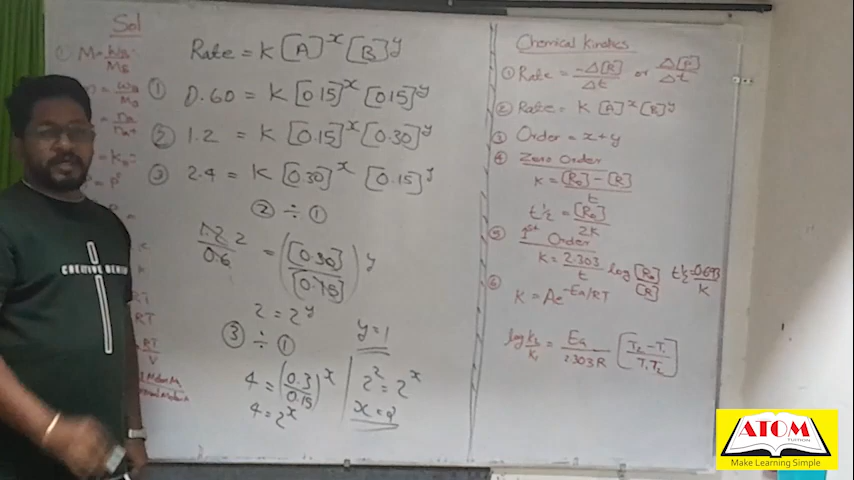 Sol
Rate = K [A]^x [B]^y
① 0.60 = K [0.15]^x [0.15]^y
② 1.2 = K [0.15]^x [0.30]^y
③ 2.4 = K [0.30]^x [0.15]^y
② ÷ ①
1.2 2 / 0.6 = ([0.30] / [0.15])^y
2 = 2^y
y = 1
③ ÷ ①
4 = (0.3 / 0.15)^x
4 = 2^x
2^2 = 2^x
x = 2
Chemical Kinetics
① Rate = -Δ[R] / Δt or Δ[P] / Δt
② Rate = K [A]^x [B]^y
③ Order = x + y
④ Zero Order
K = [R₀] - [R] / t
t½ = [R₀] / 2K
⑤ 1st Order
K = 2.303 / t log [R₀] / [R] t½ = 0.693 / K
⑥ K = Ae^-Ea/RT
log K₂ / K₁ = Ea / 2.303R [T₂ - T₁ / T₁T₂]
ATOM
TUITION
Make Learning Simple